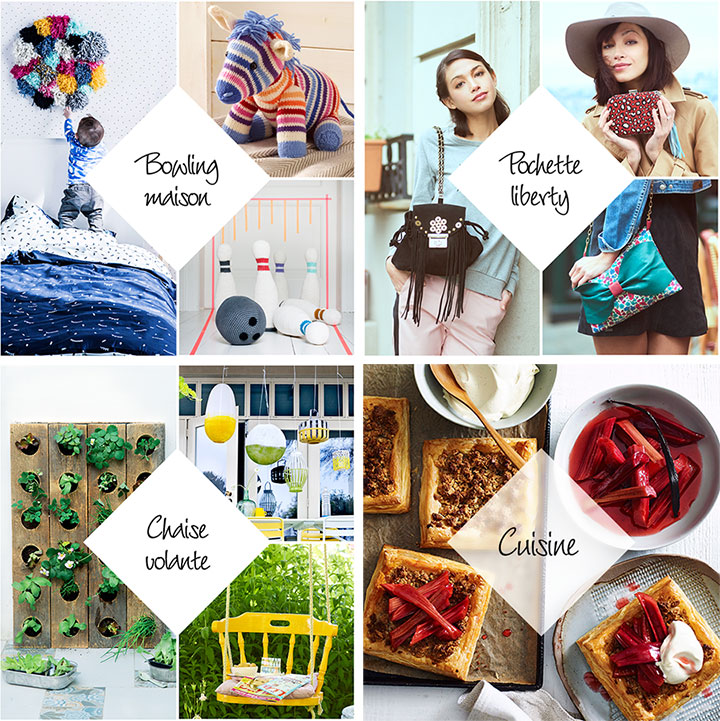 Bowling
maison
Pochette
liberty
Chaise
volante
Cuisine